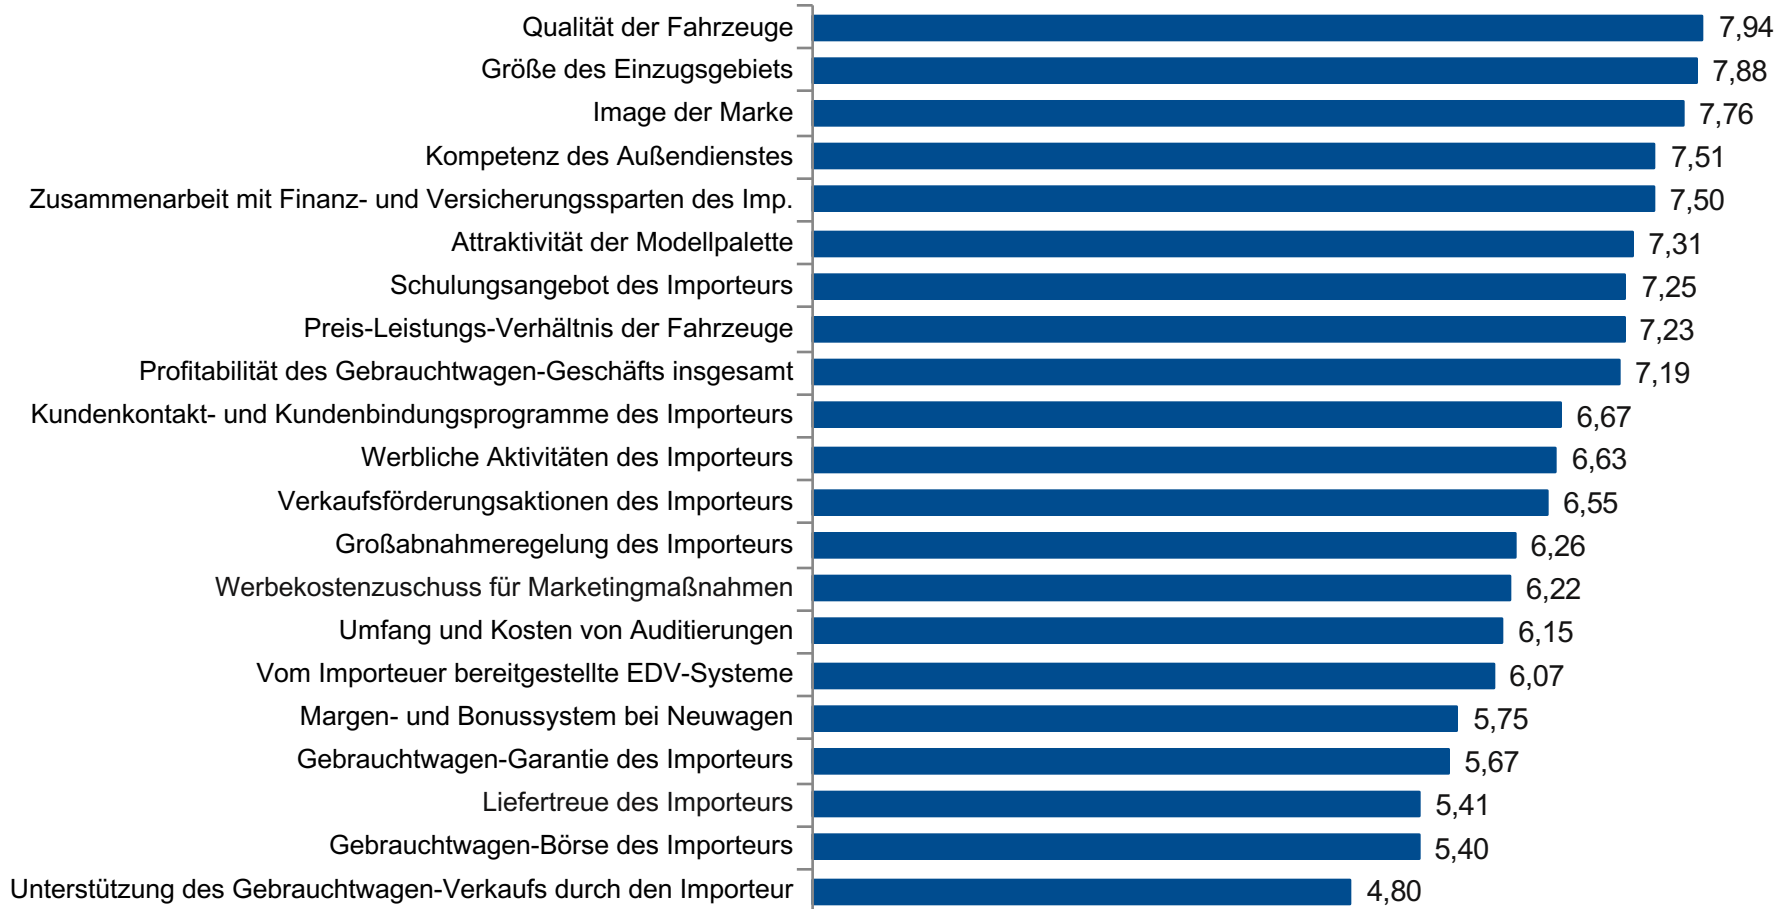 Qualität der Fahrzeuge 7,94
Größe des Einzugsgebiets 7,88
Image der Marke 7,76
Kompetenz des Außendienstes 7,51
Zusammenarbeit mit Finanz- und Versicherungssparten des Imp. 7,50
Attraktivität der Modellpalette 7,31
Schulungsangebot des Importeurs 7,25
Preis-Leistungs-Verhältnis der Fahrzeuge 7,23
Profitabilität des Gebrauchtwagen-Geschäfts insgesamt 7,19
Kundenkontakt- und Kundenbindungsprogramme des Importeurs 6,67
Werbliche Aktivitäten des Importeurs 6,63
Verkaufsförderungsaktionen des Importeurs 6,55
Großabnahmeregelung des Importeurs 6,26
Werbekostenzuschuss für Marketingmaßnahmen 6,22
Umfang und Kosten von Auditierungen 6,15
Vom Importeuer bereitgestellte EDV-Systeme 6,07
Margen- und Bonussystem bei Neuwagen 5,75
Gebrauchtwagen-Garantie des Importeurs 5,67
Liefertreue des Importeurs 5,41
Gebrauchtwagen-Börse des Importeurs 5,40
Unterstützung des Gebrauchtwagen-Verkaufs durch den Importeur 4,80